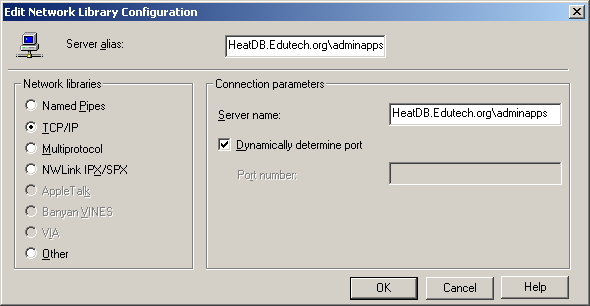 Edit Network Library Configuration
Server alias: HeatDB.Edutech.org\adminapps
Network libraries
Named Pipes
TCP/IP
Multiprotocol
NWLink IPX/SPX
AppleTalk
Banyan VINES
VIA
Other
Connection parameters
Server name: HeatDB.Edutech.org\adminapps
Dynamically determine port
Port number:
OK Cancel Help